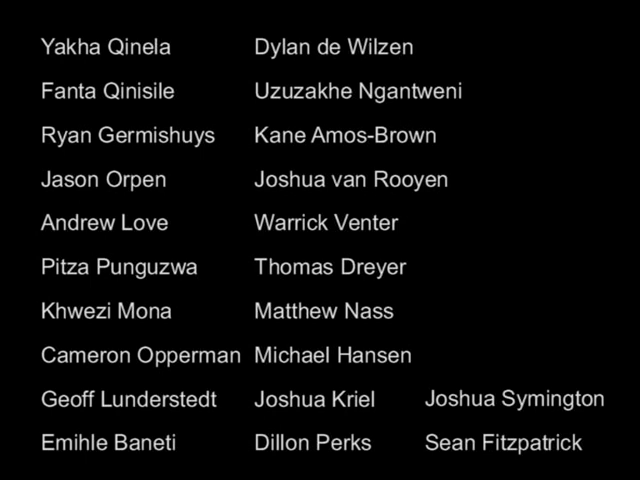 Yakha Qinela Dylan de Wilzen
Fanta Qinisile Uzuzakhe Ngantweni
Ryan Germishuys Kane Amos-Brown
Jason Orpen Joshua van Rooyen
Andrew Love Warrick Venter
Pitza Punguzwa Thomas Dreyer
Khwezi Mona Matthew Nass
Cameron Opperman Michael Hansen
Geoff Lunderstedt Joshua Kriel Joshua Symington
Emihle Baneti Dillon Perks Sean Fitzpatrick